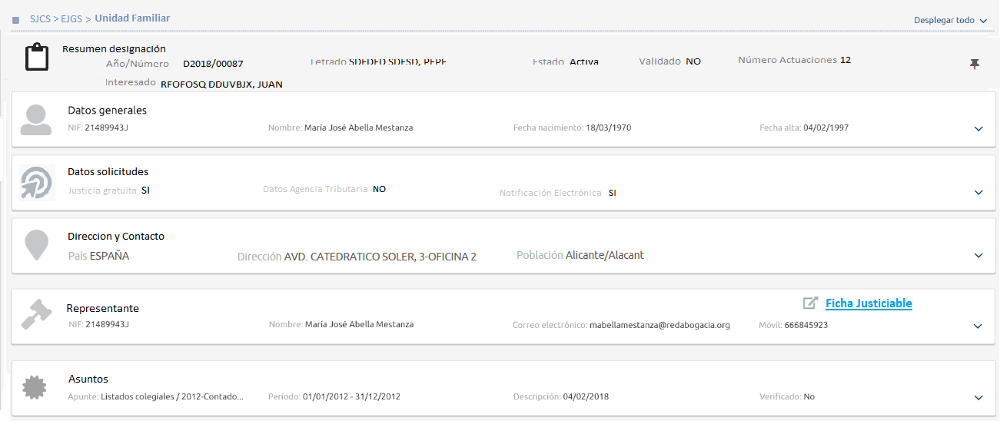 SJCS > EJGS > Unidad Familiar
Desplegar todo
Resumen designación
Año/Número D2018/00087 Letrado SDEDED SDESD, PEPE Estado Activa Validado NO Número Actuaciones 12
Interesado RFOFOSQ DDUVBJX, JUAN
Datos generales
NIF: 21489943J Nombre: María José Abella Mestanza Fecha nacimiento: 18/03/1970 Fecha alta: 04/02/1997
Datos solicitudes
Justicia gratuita SI Datos Agencia Tributaria NO Notificación Electrónica SI
Direccion y Contacto
País ESPAÑA Dirección AVD. CATEDRATICO SOLER, 3-OFICINA 2 Población Alicante/Alacant
Representante
Ficha Justiciable
NIF: 21489943J Nombre: María José Abella Mestanza Correo electrónico: mabellamestanza@redabogacia.org Móvil: 666845923
Asuntos
Apunte: Listados colegiales / 2012-Contado... Período: 01/01/2012 - 31/12/2012 Descripción: 04/02/2018 Verificado: No